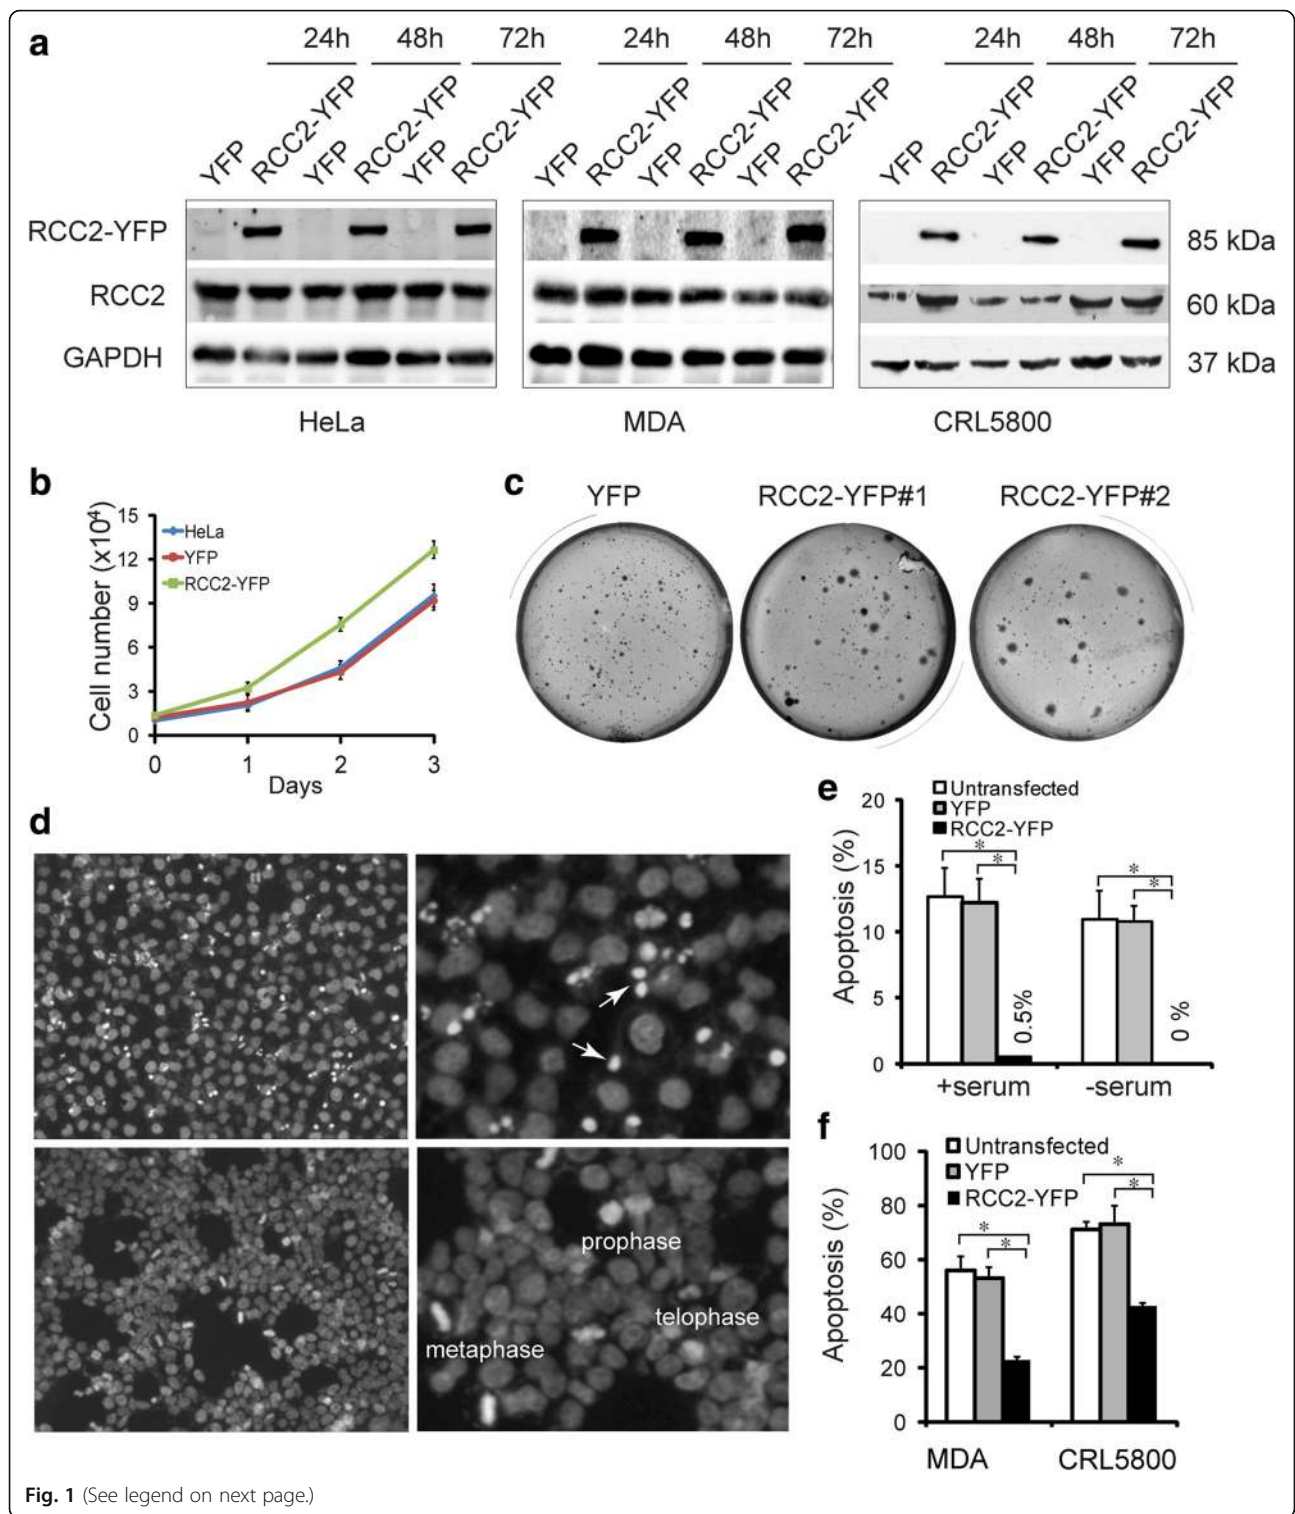 a
24h 48h 72h 24h 48h 72h 24h 48h 72h
YFP RCC2-YFP YFP RCC2-YFP YFP RCC2-YFP YFP RCC2-YFP YFP RCC2-YFP YFP RCC2-YFP YFP RCC2-YFP YFP RCC2-YFP YFP RCC2-YFP
RCC2-YFP 85 kDa
RCC2 60 kDa
GAPDH 37 kDa
HeLa MDA CRL5800
b
Cell number (x10⁴)
15
12
9
6
3
0
HeLa
YFP
RCC2-YFP
0 1 2 3
Days
c
YFP RCC2-YFP#1 RCC2-YFP#2
d
prophase
telophase
metaphase
e
Apoptosis (%)
20
15
10
5
0
Untransfected
YFP
RCC2-YFP
* * * *
0.5% 0 %
+serum -serum
f
Apoptosis (%)
100
80
60
40
20
0
Untransfected
YFP
RCC2-YFP
* * * *
MDA CRL5800
Fig. 1 (See legend on next page.)